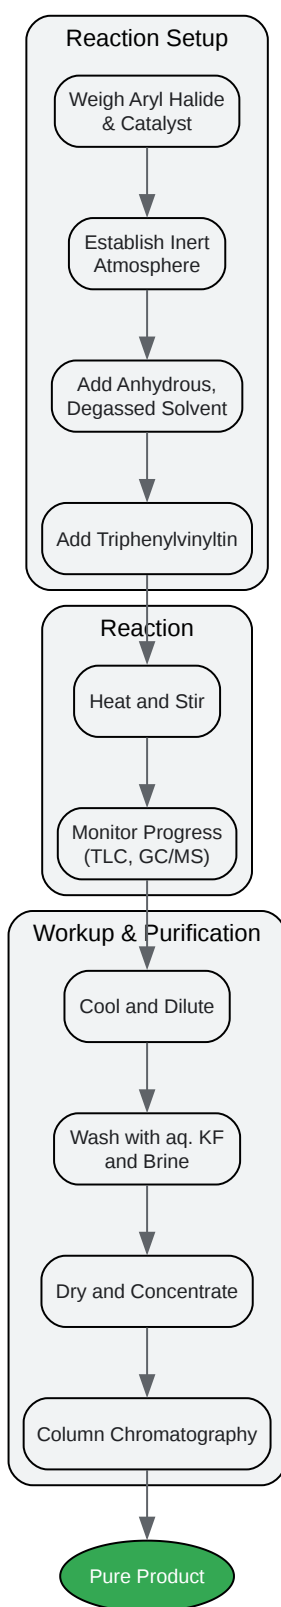 Reaction Setup
Weigh Aryl Halide
& Catalyst
Establish Inert
Atmosphere
Add Anhydrous,
Degassed Solvent
Add Triphenylvinyltin
Reaction
Heat and Stir
Monitor Progress
(TLC, GC/MS)
Workup & Purification
Cool and Dilute
Wash with aq. KF
and Brine
Dry and Concentrate
Column Chromatography
Pure Product